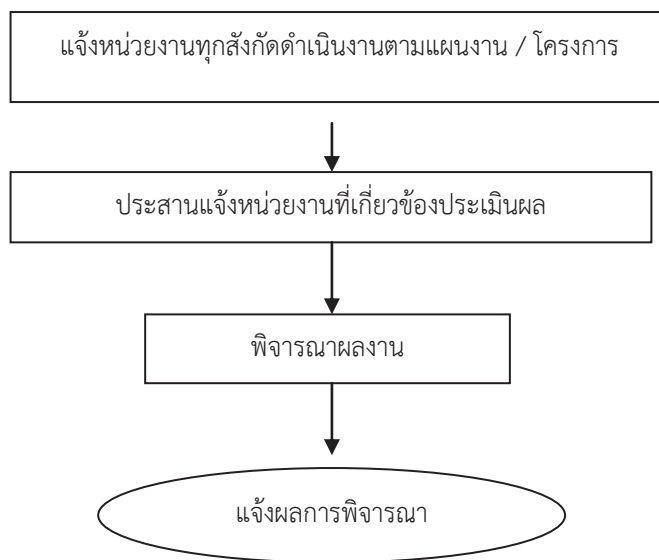 แจ้งหน่วยงานทุกสังกัดดำเนินงานตามแผนงาน / โครงการ
ประสานแจ้งหน่วยงานที่เกี่ยวข้องประเมินผล
พิจารณาผลงาน
แจ้งผลการพิจารณา